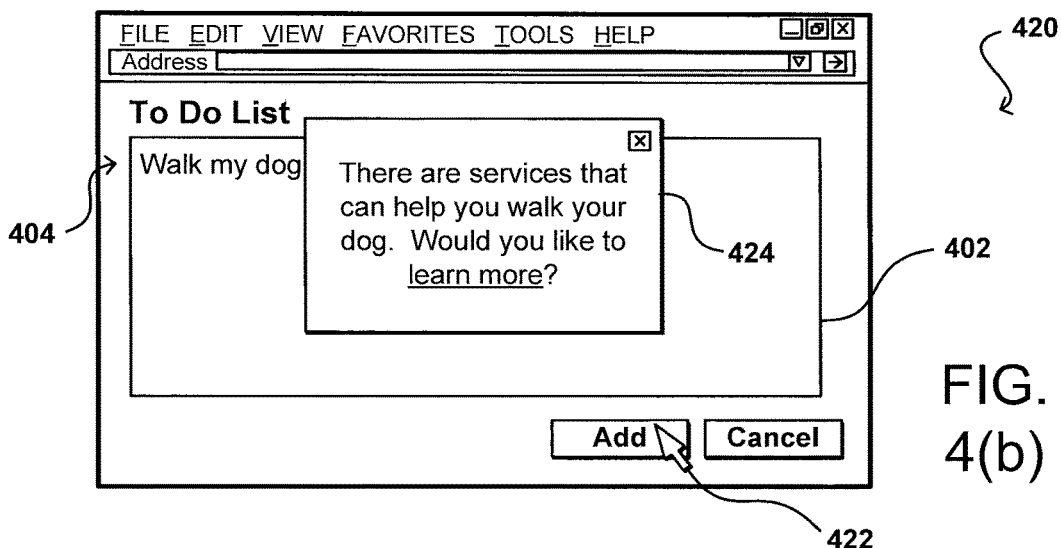 FILE EDIT VIEW FAVORITES TOOLS HELP
420
Address
To Do List
Walk my dog
There are services that
can help you walk your
dog. Would you like to
learn more?
404
424
402
Add
Cancel
FIG.
4(b)
422